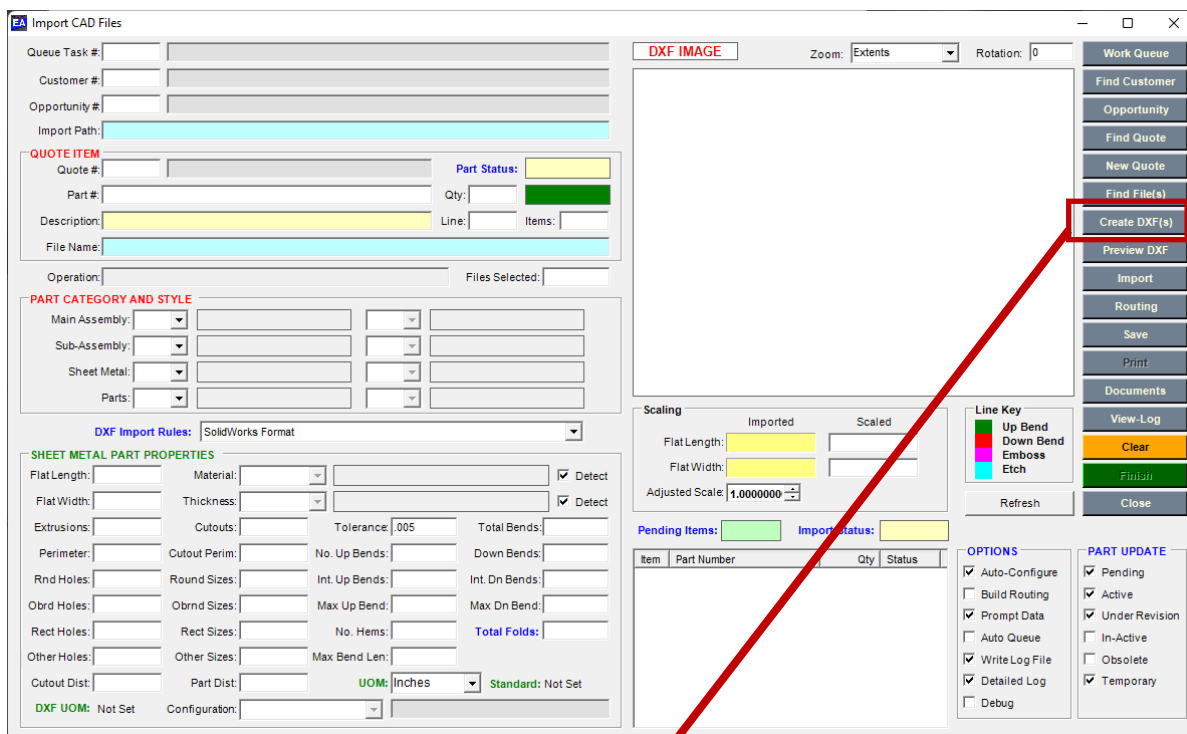 EA Import CAD Files
Queue Task #:
Customer #:
Opportunity #:
Import Path:
QUOTE ITEM
Quote #: Part Status:
Part #: Qty:
Description: Line: Items:
File Name:
Operation: Files Selected:
PART CATEGORY AND STYLE
Main Assembly:
Sub-Assembly:
Sheet Metal:
Parts:
DXF Import Rules: SolidWorks Format
SHEET METAL PART PROPERTIES
Flat Length: Material: Detect
Flat Width: Thickness: Detect
Extrusions: Cutouts: Tolerance: .005 Total Bends:
Perimeter: Cutout Perim: No. Up Bends: Down Bends:
Rnd Holes: Round Sizes: Int. Up Bends: Int. Dn Bends:
Obrd Holes: Obrnd Sizes: Max Up Bend: Max Dn Bend:
Rect Holes: Rect Sizes: No. Hems: Total Folds:
Other Holes: Other Sizes: Max Bend Len:
Cutout Dist: Part Dist: UOM: Inches Standard: Not Set
DXF UOM: Not Set Configuration:
DXF IMAGE Zoom: Extents Rotation: 0
Scaling
Imported Scaled
Flat Length:
Flat Width:
Adjusted Scale: 1.0000000
Line Key
Up Bend
Down Bend
Emboss
Etch
Refresh
Pending Items: Import Status:
Item Part Number Qty Status
OPTIONS
Auto-Configure
Build Routing
Prompt Data
Auto Queue
Write Log File
Detailed Log
Debug
PART UPDATE
Pending
Active
Under Revision
In-Active
Obsolete
Temporary
Work Queue
Find Customer
Opportunity
Find Quote
New Quote
Find File(s)
Create DXF(s)
Preview DXF
Import
Routing
Save
Print
Documents
View-Log
Clear
Finish
Close